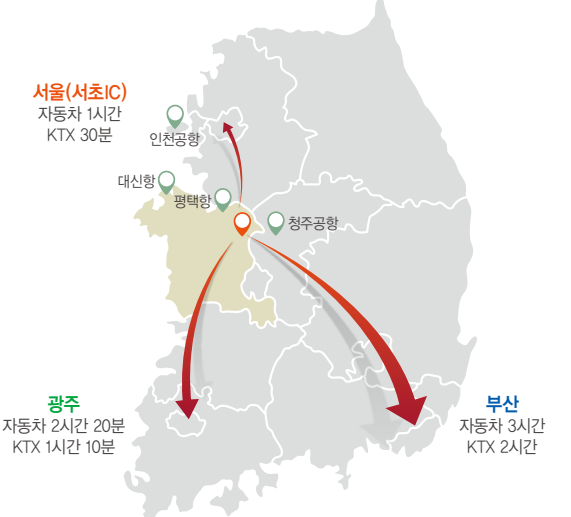 서울(서초IC)
자동차 1시간
KTX 30분
인천공항
대신항
평택항
청주공항
광주
자동차 2시간 20분
KTX 1시간 10분
부산
자동차 3시간
KTX 2시간